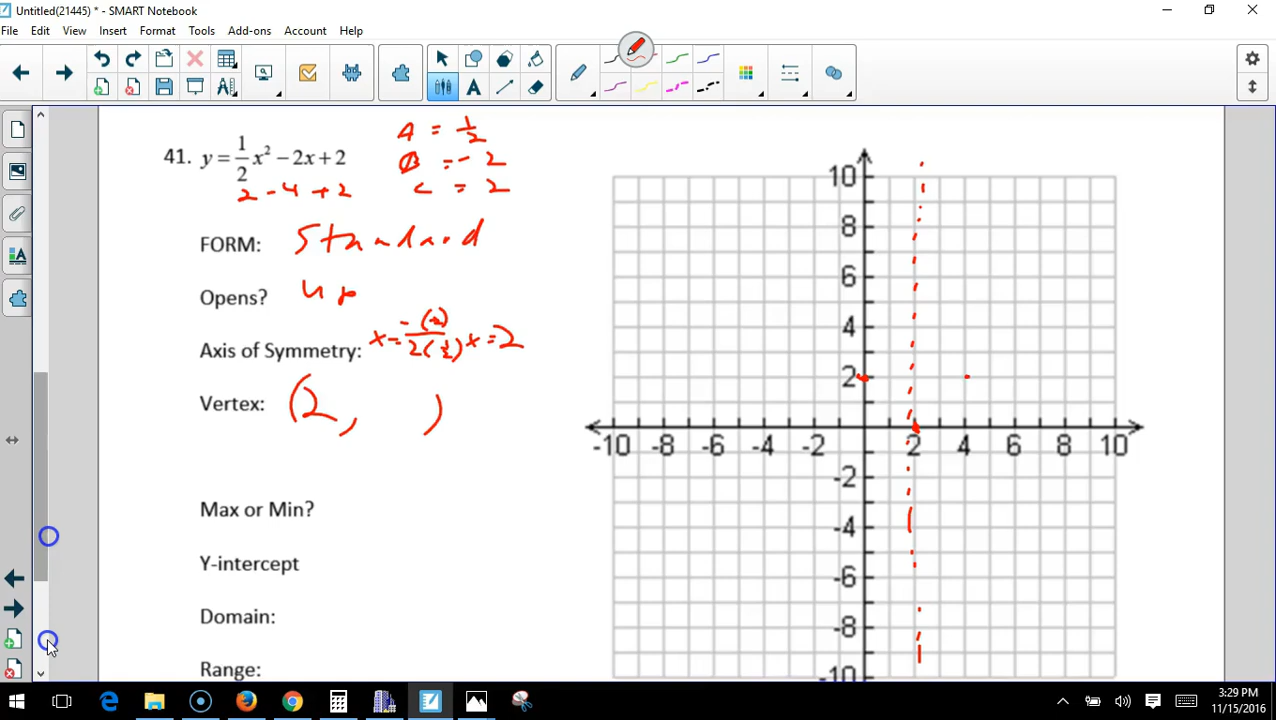 Untitled(21445) * - SMART Notebook
File Edit View Insert Format Tools Add-ons Account Help
41. y = 1/2 x² − 2x + 2
2 - 4 + 2
A = 1/2
B = - 2
C = 2
FORM: Standard
Opens? up
Axis of Symmetry: x = -(-2)/2(1/2) x = 2
Vertex: (2, )
Max or Min?
Y-intercept
Domain:
Range:
10
8
6
4
2
-10 -8 -6 -4 -2 2 4 6 8 10
-2
-4
-6
-8
-10
3:29 PM
11/15/2016